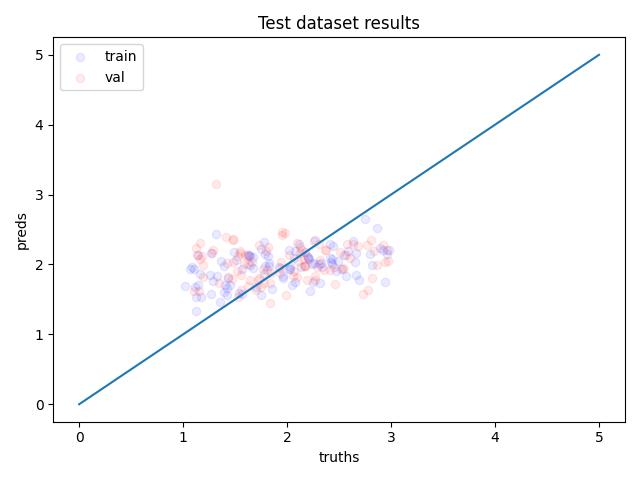 Test dataset results
train
val
preds
5
4
3
2
1
0
0 1 2 3 4 5
truths